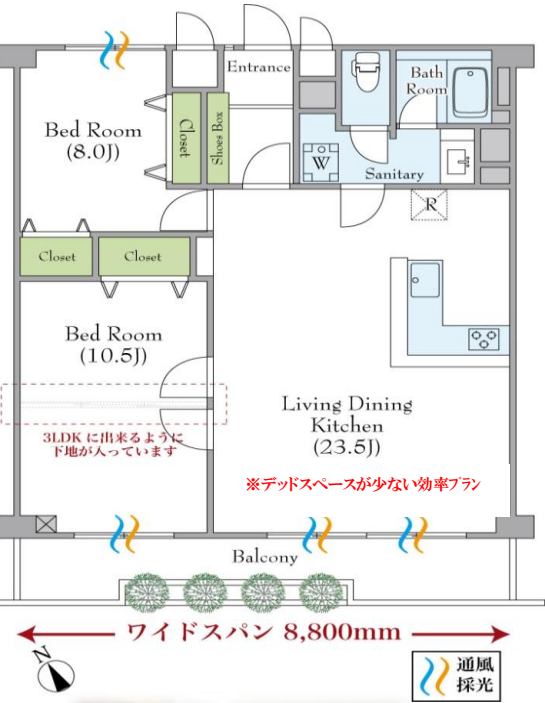 Entrance
Bath
Room
Bed Room
(8.0J)
Closet
Shoes Box
W
Sanitary
R
Closet
Closet
Bed Room
(10.5J)
3LDKに出来るように
下地が入っています
Living Dining
Kitchen
(23.5J)
※デッドスペースが少ない効率プラン
Balcony
ワイドスパン 8,800mm
N
通風
採光